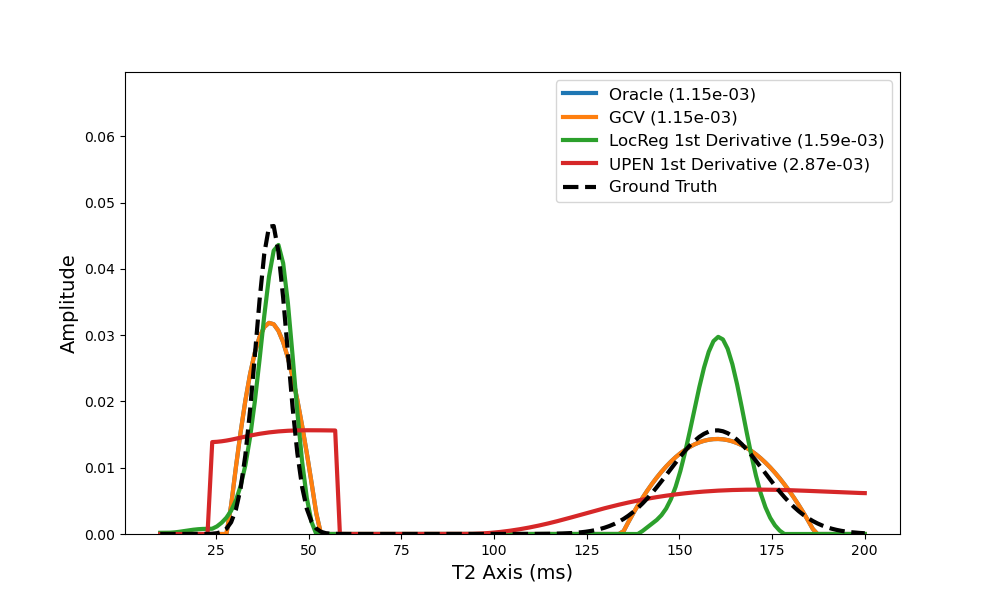 Oracle (1.15e-03)
GCV (1.15e-03)
LocReg 1st Derivative (1.59e-03)
UPEN 1st Derivative (2.87e-03)
Ground Truth
Amplitude
0.06
0.05
0.04
0.03
0.02
0.01
0.00
25 50 75 100 125 150 175 200
T2 Axis (ms)